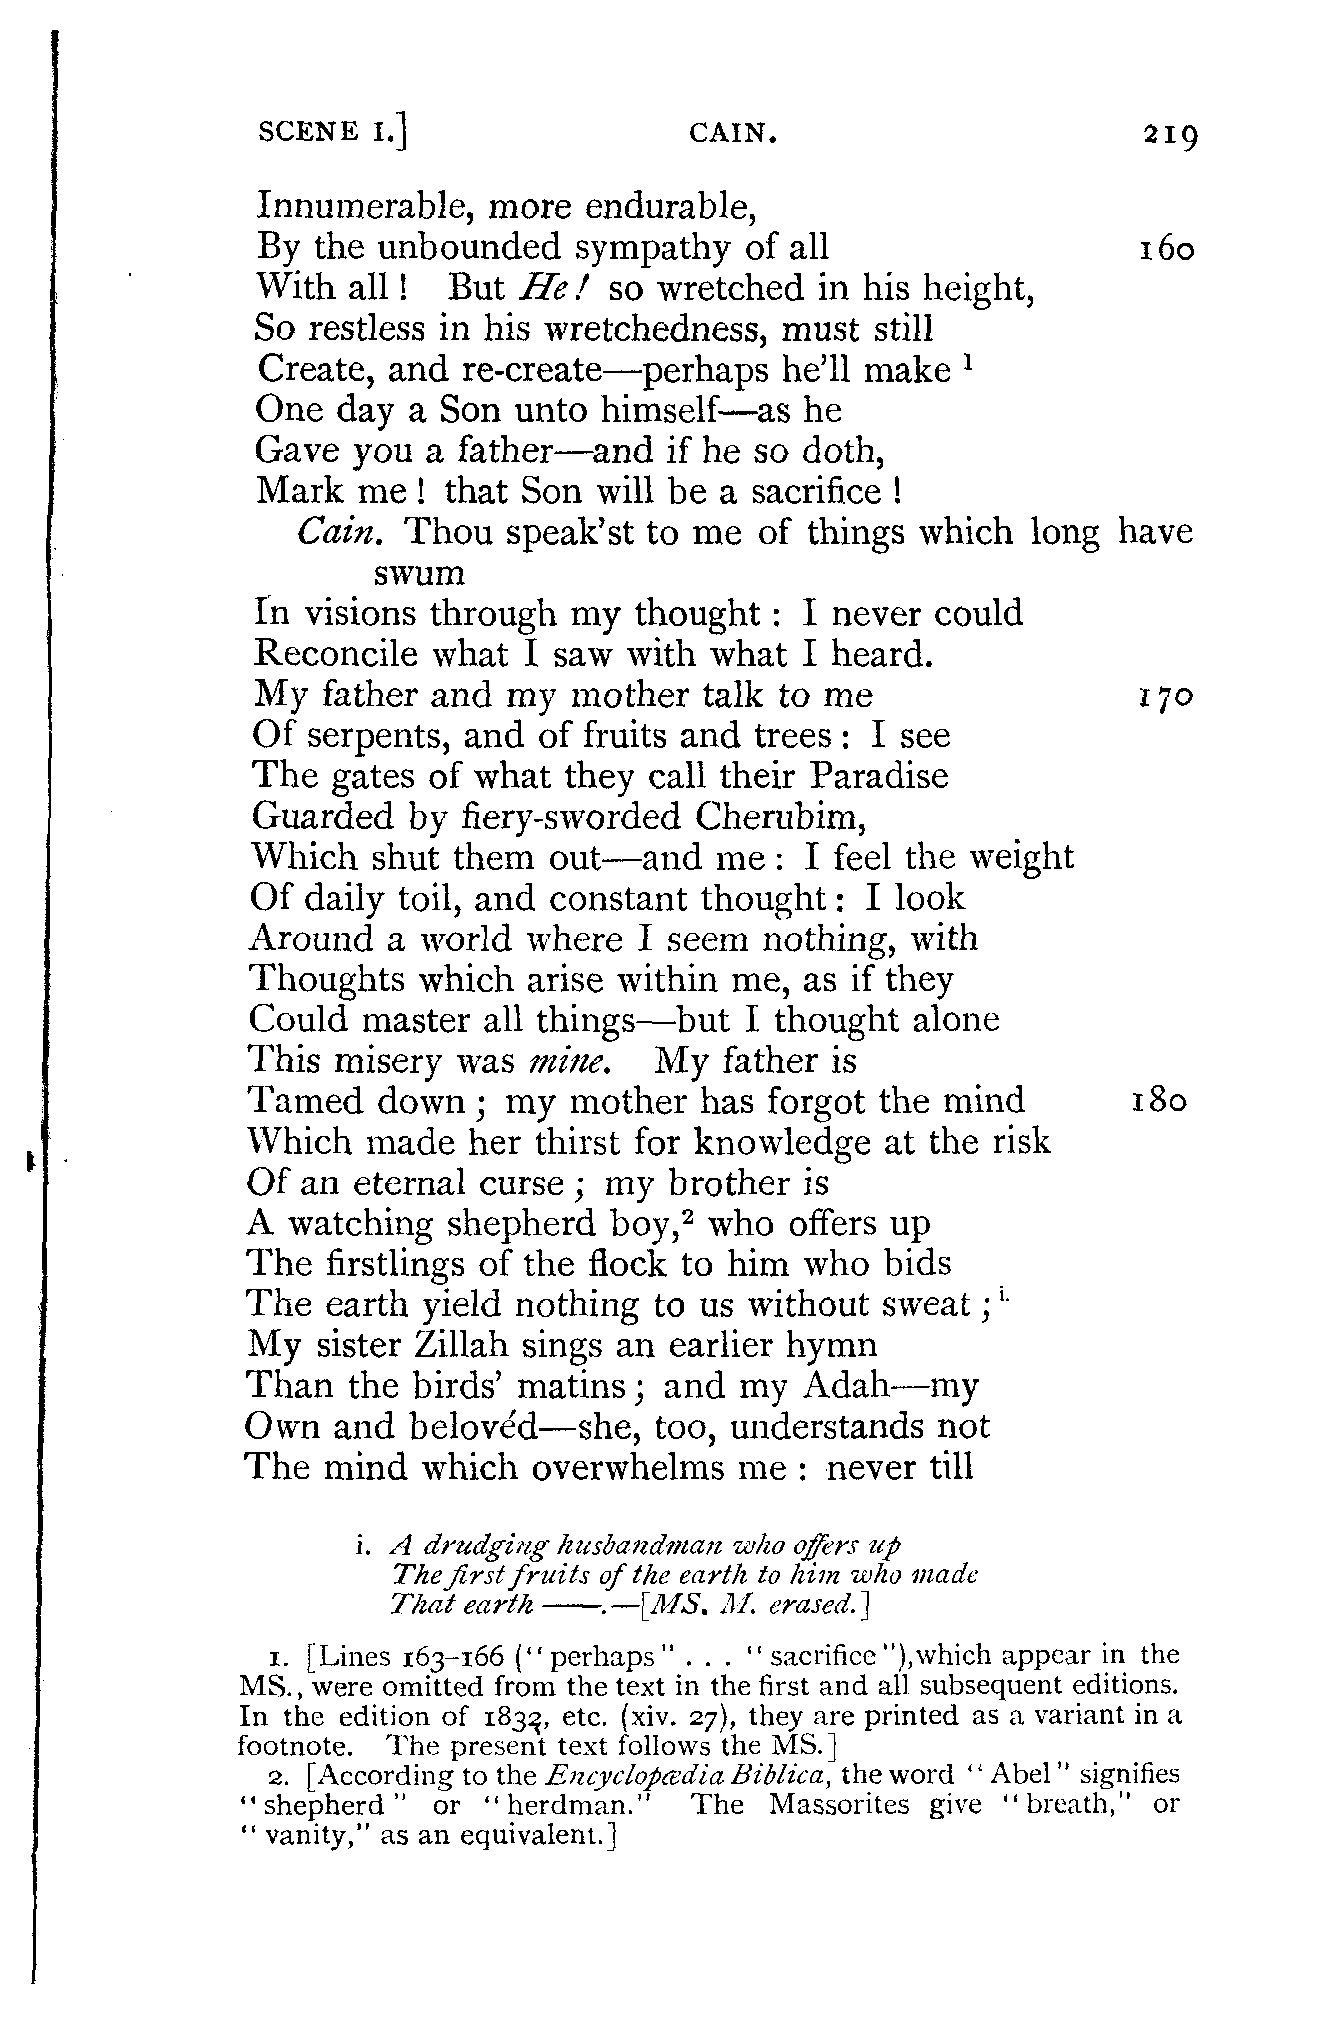 SCENE I.] CAIN. 219
Innumerable, more endurable,
By the unbounded sympathy of all 160
With all! But He! so wretched in his height,
So restless in his wretchedness, must still
Create, and re-create—perhaps he'll make ¹
One day a Son unto himself—as he
Gave you a father—and if he so doth,
Mark me! that Son will be a sacrifice!
Cain. Thou speak'st to me of things which long have
swum
In visions through my thought: I never could
Reconcile what I saw with what I heard.
My father and my mother talk to me 170
Of serpents, and of fruits and trees: I see
The gates of what they call their Paradise
Guarded by fiery-sworded Cherubim,
Which shut them out—and me: I feel the weight
Of daily toil, and constant thought: I look
Around a world where I seem nothing, with
Thoughts which arise within me, as if they
Could master all things—but I thought alone
This misery was mine. My father is
Tamed down; my mother has forgot the mind 180
Which made her thirst for knowledge at the risk
Of an eternal curse; my brother is
A watching shepherd boy,² who offers up
The firstlings of the flock to him who bids
The earth yield nothing to us without sweat; i.
My sister Zillah sings an earlier hymn
Than the birds' matins; and my Adah—my
Own and belovéd—she, too, understands not
The mind which overwhelms me: never till
i. A drudging husbandman who offers up
The first fruits of the earth to him who made
That earth ——.—[MS. M. erased.]
1. [Lines 163-166 ("perhaps" . . . "sacrifice"), which appear in the
MS., were omitted from the text in the first and all subsequent editions.
In the edition of 1832, etc. (xiv. 27), they are printed as a variant in a
footnote. The present text follows the MS.]
2. [According to the Encyclopædia Biblica, the word "Abel" signifies
"shepherd" or "herdman." The Massorites give "breath," or
"vanity," as an equivalent.]